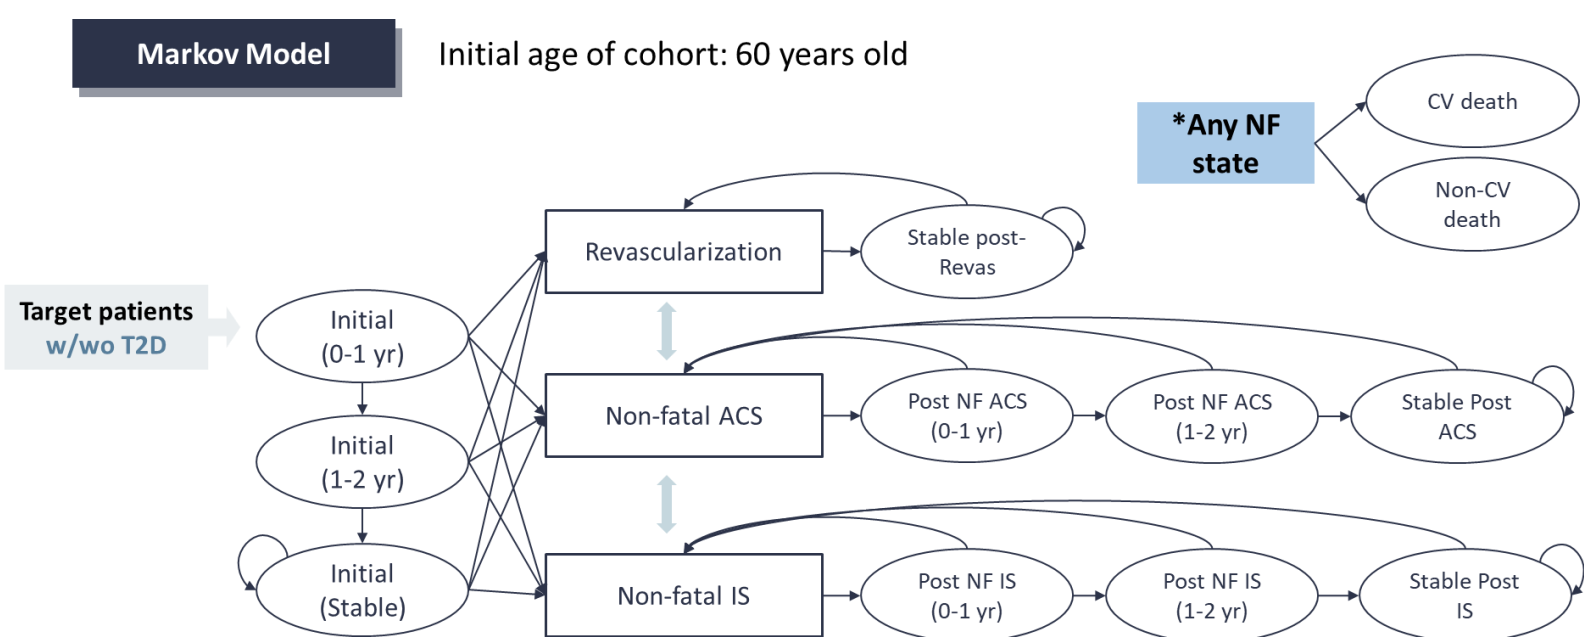 Markov Model
Initial age of cohort: 60 years old
CV death
*Any NF
state
Non-CV
death
Revascularization
Stable post-
Revas
Target patients
w/wo T2D
Initial
(0-1 yr)
Non-fatal ACS
Post NF ACS
(0-1 yr)
Post NF ACS
(1-2 yr)
Stable Post
ACS
Initial
(1-2 yr)
Initial
(Stable)
Non-fatal IS
Post NF IS
(0-1 yr)
Post NF IS
(1-2 yr)
Stable Post
IS